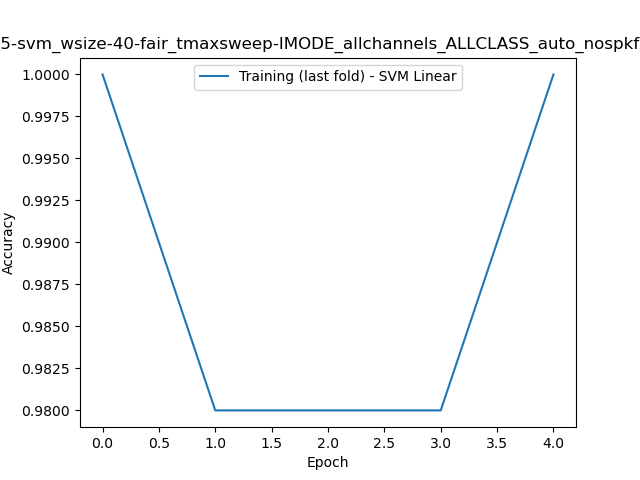 5-svm_wsize-40-fair_tmaxsweep-IMODE_allchannels_ALLCLASS_auto_nospkf
Training (last fold) - SVM Linear
1.0000
0.9975
0.9950
0.9925
0.9900
0.9875
0.9850
0.9825
0.9800
Accuracy
0.0 0.5 1.0 1.5 2.0 2.5 3.0 3.5 4.0
Epoch